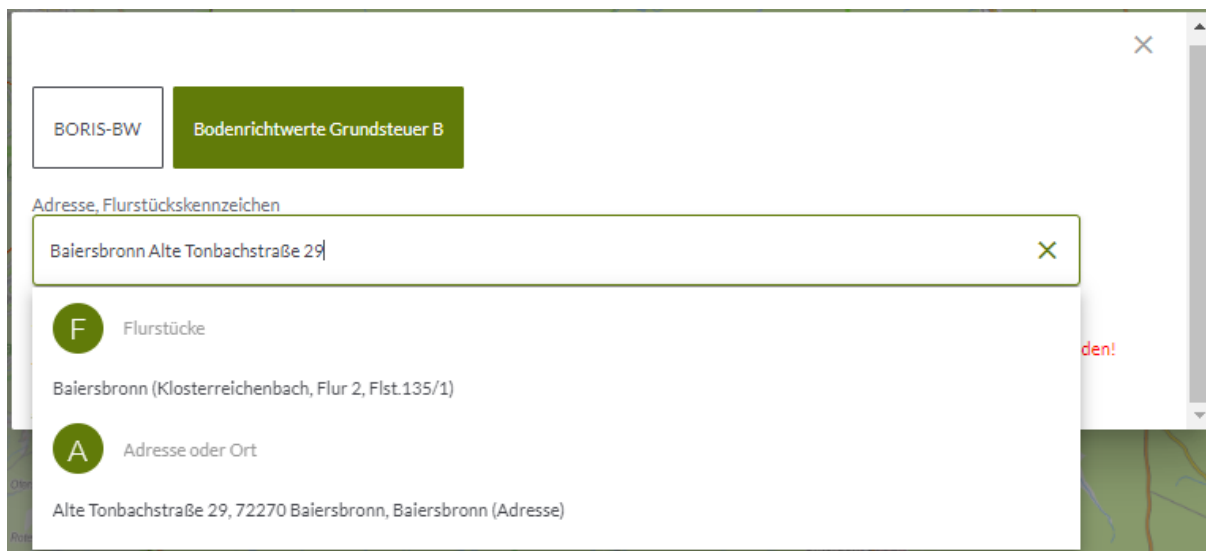 BORIS-BW
Bodenrichtwerte Grundsteuer B
Adresse, Flurstückskennzeichen
Baiersbronn Alte Tonbachstraße 29
F Flurstücke
den!
Baiersbronn (Klosterreichenbach, Flur 2, Flst.135/1)
A Adresse oder Ort
Alte Tonbachstraße 29, 72270 Baiersbronn, Baiersbronn (Adresse)